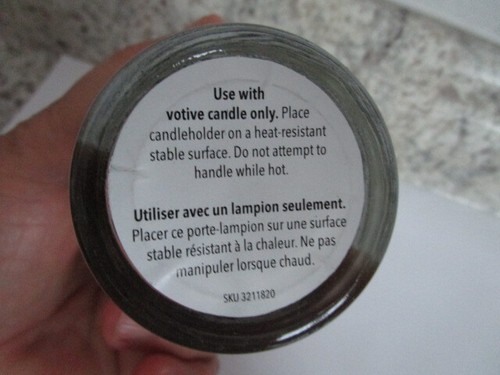 Use with
votive candle only. Place
candleholder on a heat-resistant
stable surface. Do not attempt to
handle while hot.
Utiliser avec un lampion seulement.
Placer ce porte-lampion sur une surface
stable résistant à la chaleur. Ne pas
manipuler lorsque chaud.
SKU 3211820